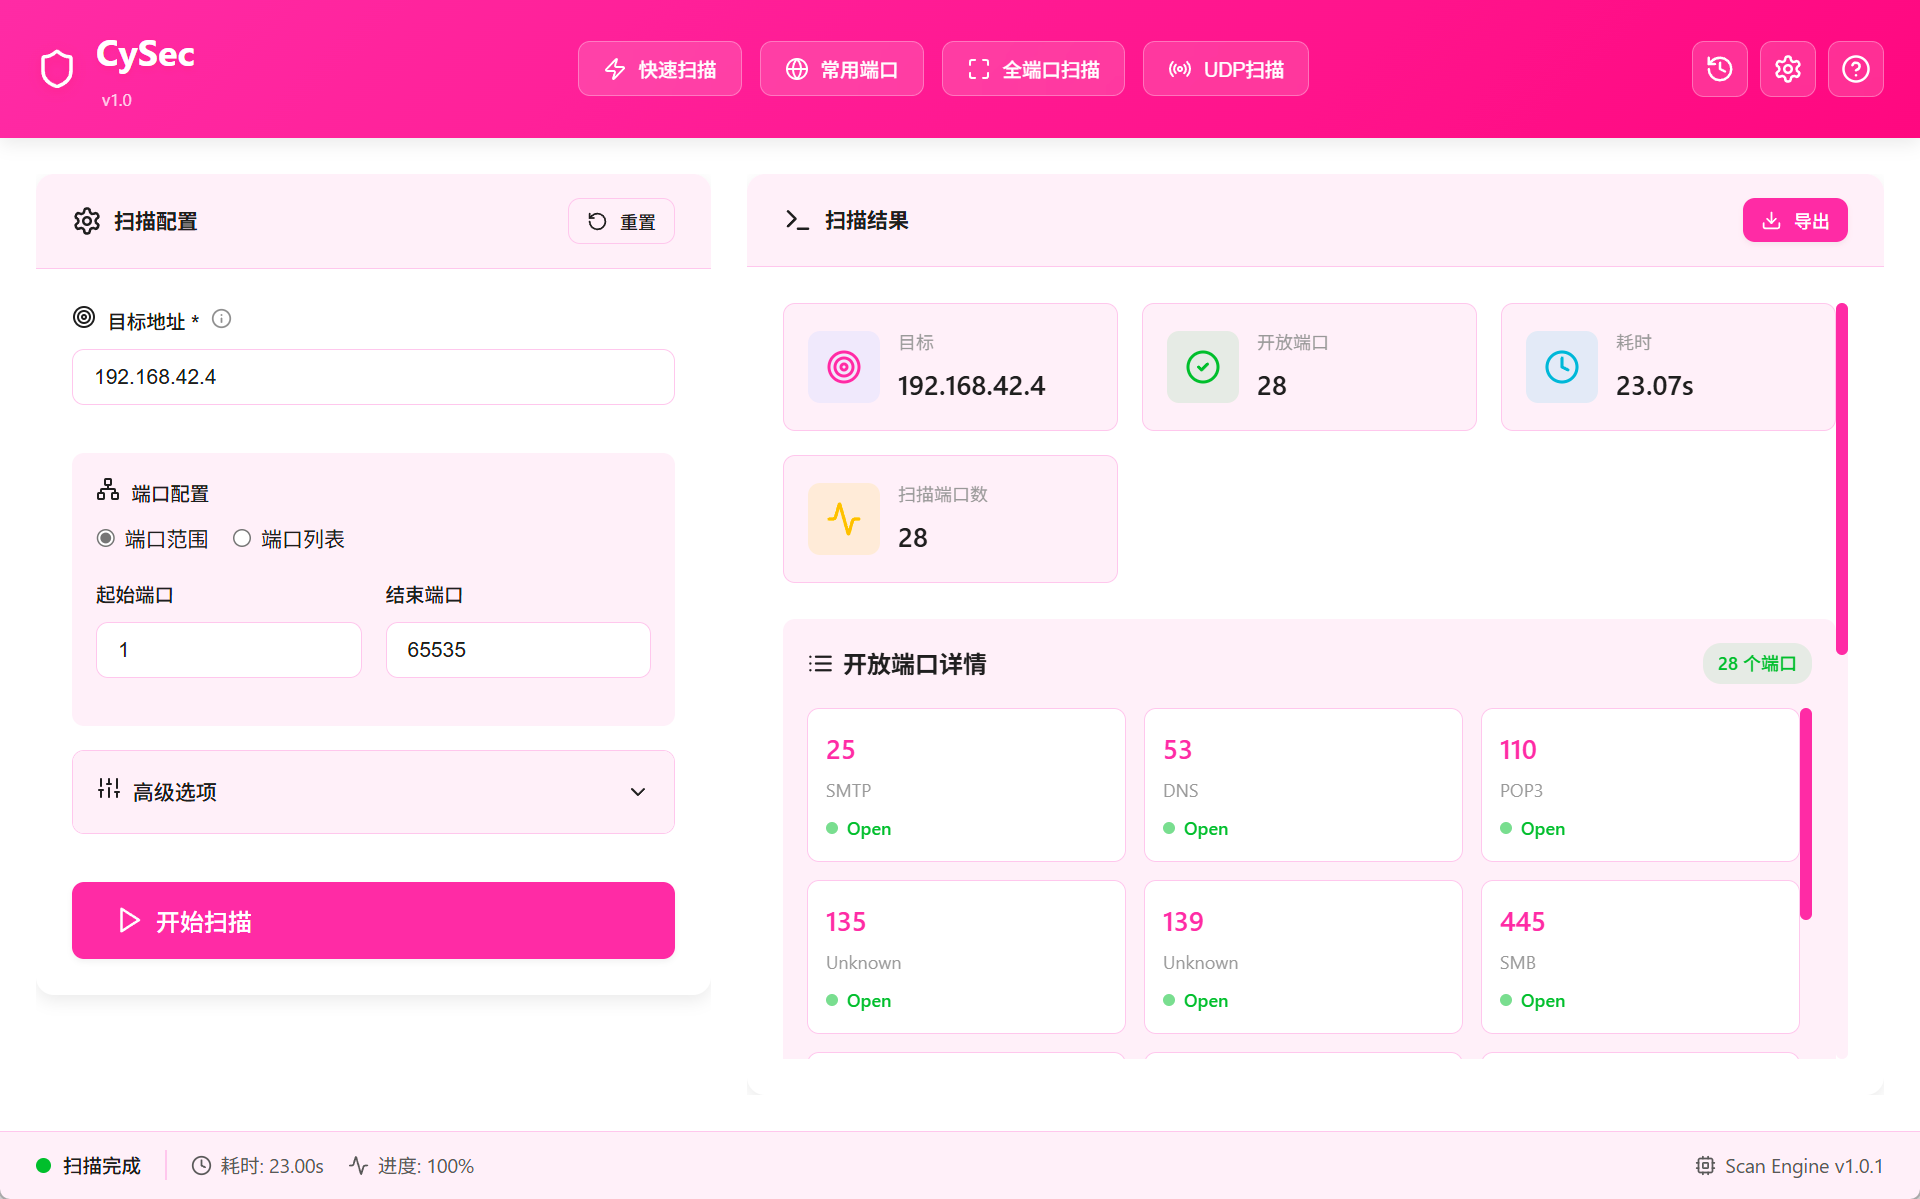 CySec
v1.0
快速扫描
常用端口
全端口扫描
UDP扫描
扫描配置
重置
目标地址 *
192.168.42.4
端口配置
端口范围
端口列表
起始端口
结束端口
1
65535
高级选项
开始扫描
扫描结果
导出
目标
192.168.42.4
开放端口
28
耗时
23.07s
扫描端口数
28
开放端口详情
28 个端口
25
SMTP
Open
53
DNS
Open
110
POP3
Open
135
Unknown
Open
139
Unknown
Open
445
SMB
Open
扫描完成
耗时: 23.00s
进度: 100%
Scan Engine v1.0.1